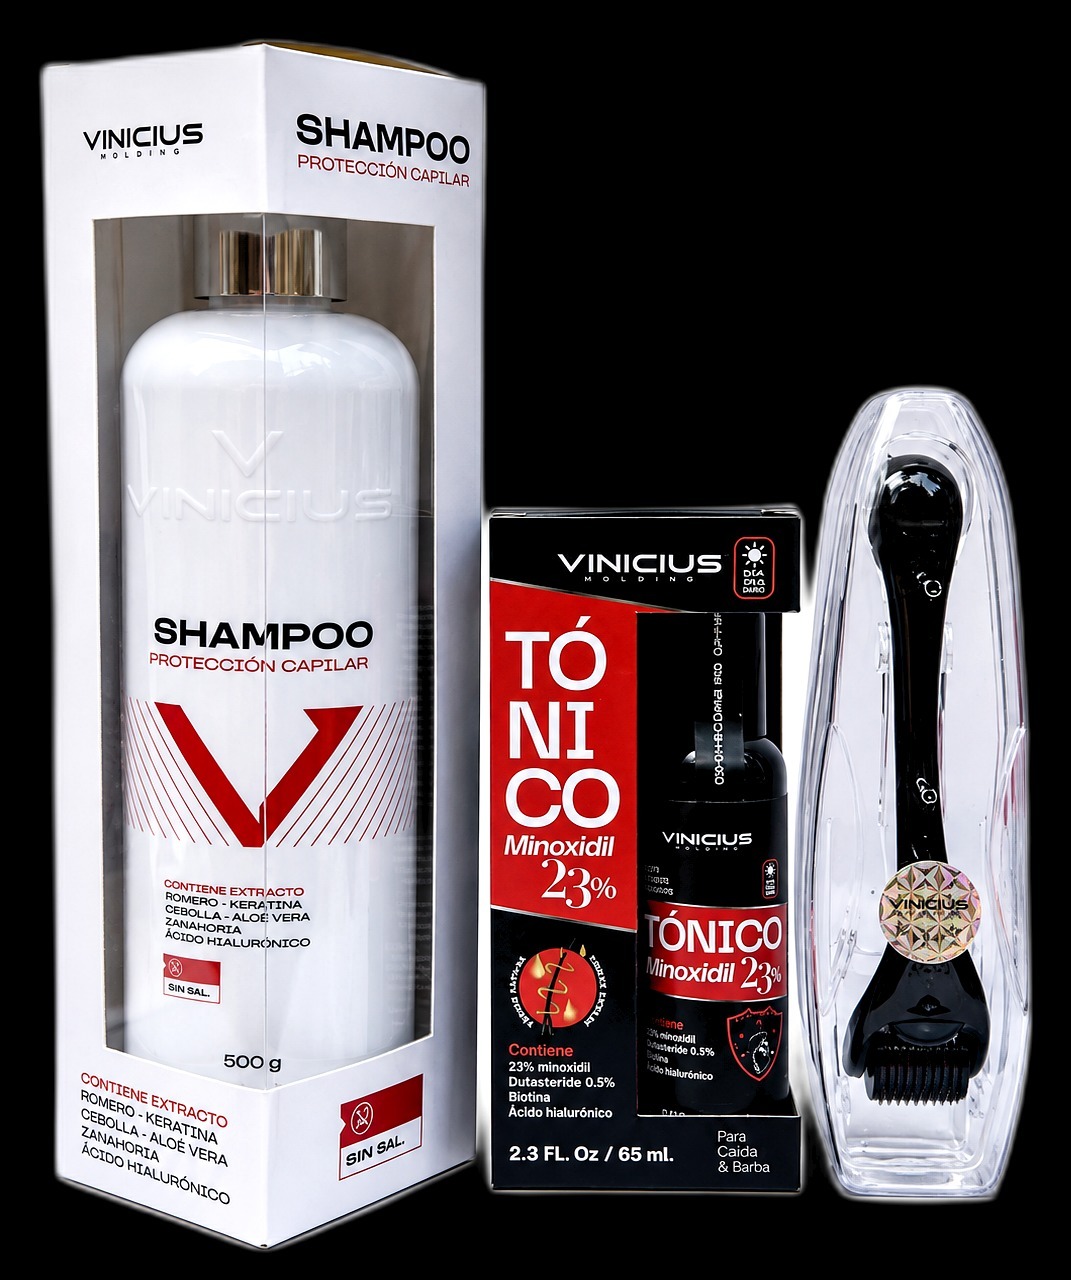 VINICIUS
MOLDING
SHAMPOO
PROTECCIÓN CAPILAR
VINICIUS
SHAMPOO
PROTECCIÓN CAPILAR
CONTIENE EXTRACTO
ROMERO - KERATINA
CEBOLLA - ALOE VERA
ZANAHORIA
ÁCIDO HIALURÓNICO
SIN SAL.
500 g
CONTIENE EXTRACTO
ROMERO - KERATINA
CEBOLLA - ALOE VERA
ZANAHORIA
ÁCIDO HIALURÓNICO
SIN SAL.
VINICIUS
MOLDING
TÓ
NI
CO
Minoxidil
23%
Contiene
23% minoxidil
Dutasteride 0.5%
Biotina
Ácido hialurónico
2.3 FL. Oz / 65 ml.
Para
Caida
& Barba
VINICIUS
MOLDING
TÓNICO
Minoxidil 23%
23% minoxidil
Dutasteride 0.5%
Biotina
Ácido hialurónico
VINICIUS